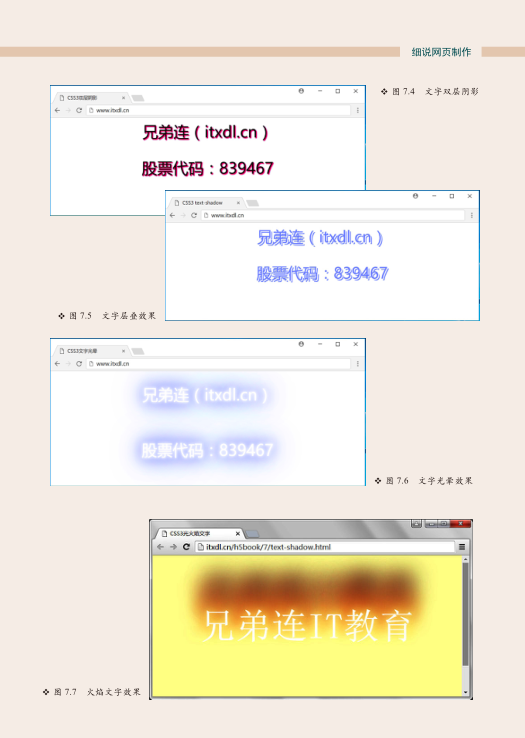 细说网页制作
CSS3双层阴影
www.itxdl.cn
兄弟连（itxdl.cn）
股票代码：839467
❖ 图 7.4 文字双层阴影
CSS3 text-shadow
www.itxdl.cn
兄弟连（itxdl.cn）
股票代码：839467
❖ 图 7.5 文字层叠效果
CSS3文字光晕
www.itxdl.cn
兄弟连（itxdl.cn）
股票代码：839467
❖ 图 7.6 文字光晕效果
CSS3光火焰文字
itxdl.cn/h5book/7/text-shadow.html
兄弟连IT教育
❖ 图 7.7 火焰文字效果